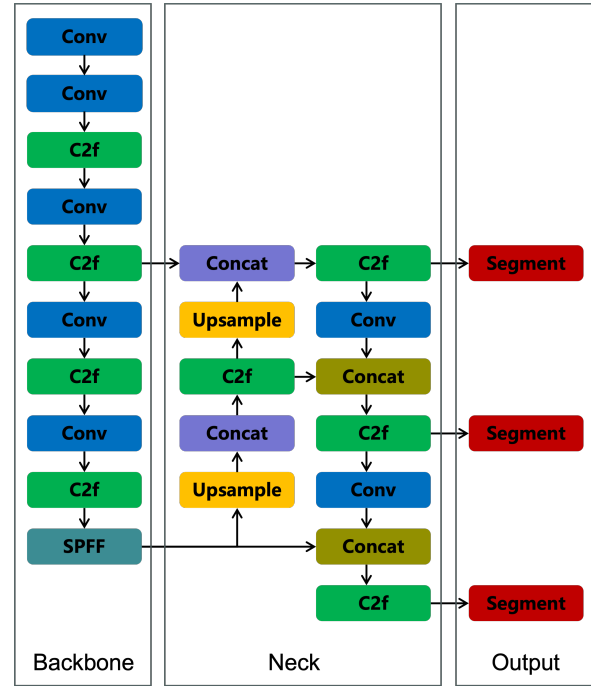 Conv
Conv
C2f
Conv
C2f
Conv
C2f
Conv
C2f
SPFF
Backbone
Concat
Upsample
C2f
Concat
Upsample
C2f
Conv
Concat
C2f
Conv
Concat
C2f
Neck
Segment
Segment
Segment
Output